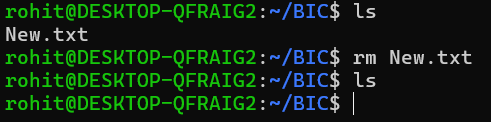 rohit@DESKTOP-QFRAIG2:~/BIC$ ls
New.txt
rohit@DESKTOP-QFRAIG2:~/BIC$ rm New.txt
rohit@DESKTOP-QFRAIG2:~/BIC$ ls
rohit@DESKTOP-QFRAIG2:~/BIC$